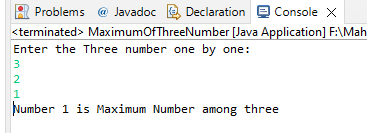 Problems @ Javadoc Declaration Console
<terminated> MaximumOfThreeNumber [Java Application] F:\Mah
Enter the Three number one by one:
3
2
1
Number 1 is Maximum Number among three